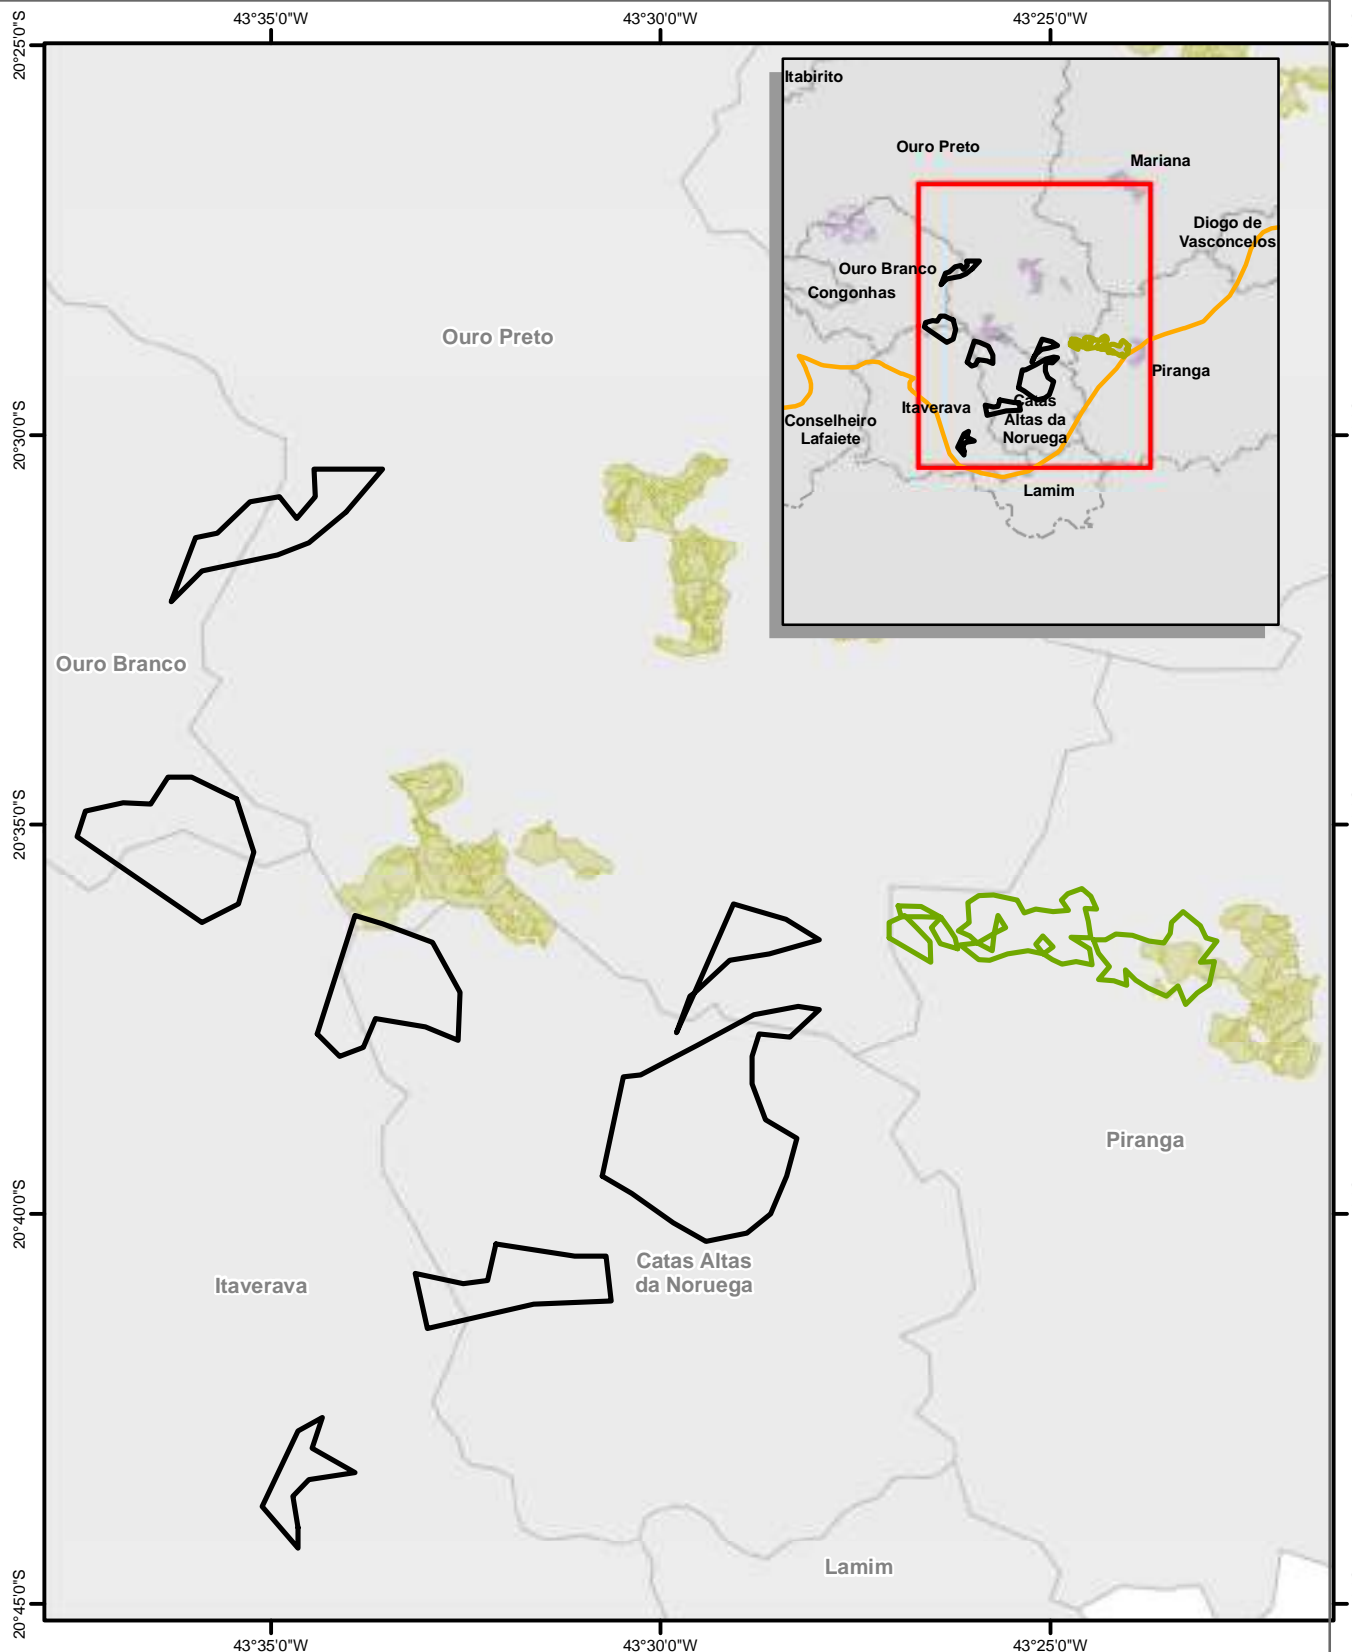 43°35'0"W
43°30'0"W
43°25'0"W
20°25'0"S
Itabirito
Ouro Preto
Mariana
Diogo de
Vasconcelos
Ouro Branco
Congonhas
Piranga
Itaverava
Catas
Altas da
Noruega
Conselheiro
Lafaiete
Lamim
Ouro Preto
20°30'0"S
Ouro Branco
20°35'0"S
Piranga
20°40'0"S
Catas Altas
da Noruega
Itaverava
Lamim
20°45'0"S
43°35'0"W
43°30'0"W
43°25'0"W